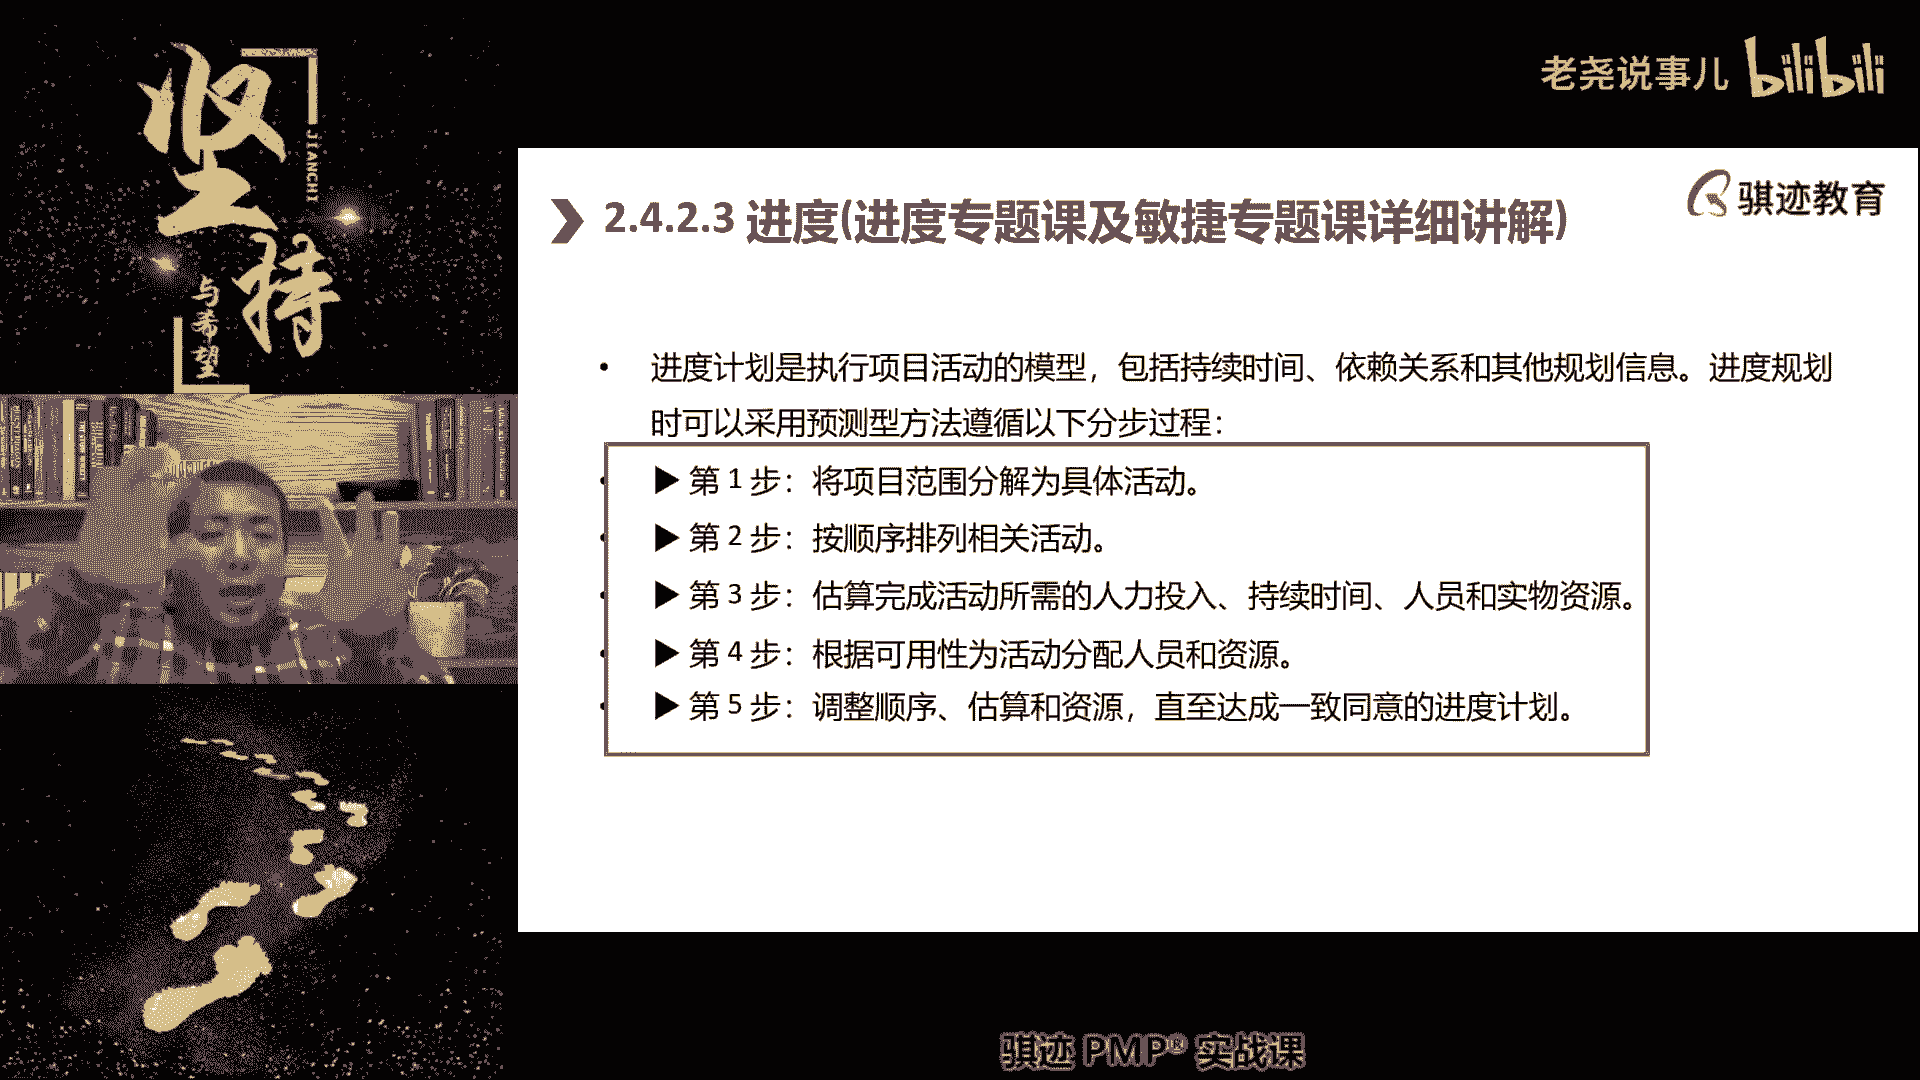 坚持
JIANCHI
与希望
老尧说事儿 bilibili
骐迹教育
2.4.2.3 进度(进度专题课及敏捷专题课详细讲解)
• 进度计划是执行项目活动的模型，包括持续时间、依赖关系和其他规划信息。进度规划
时可以采用预测型方法遵循以下分步过程：
▶ 第 1 步：将项目范围分解为具体活动。
▶ 第 2 步：按顺序排列相关活动。
▶ 第 3 步：估算完成活动所需的人力投入、持续时间、人员和实物资源。
▶ 第 4 步：根据可用性为活动分配人员和资源。
▶ 第 5 步：调整顺序、估算和资源，直至达成一致同意的进度计划。
骐迹 PMP® 实战课